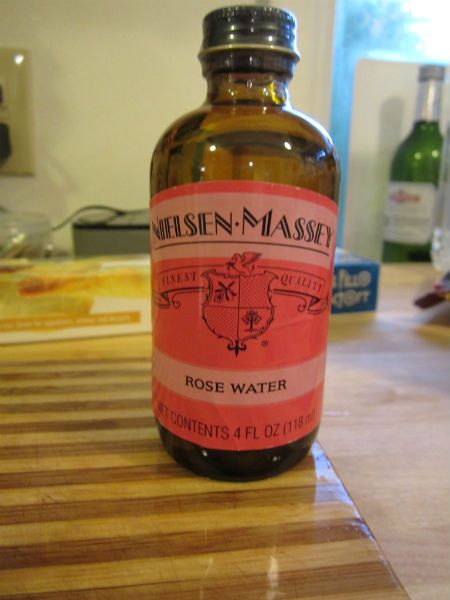 NIELSEN·MASSEY
FINEST QUALITY
®
ROSE WATER
NET CONTENTS 4 FL OZ (118 ml)